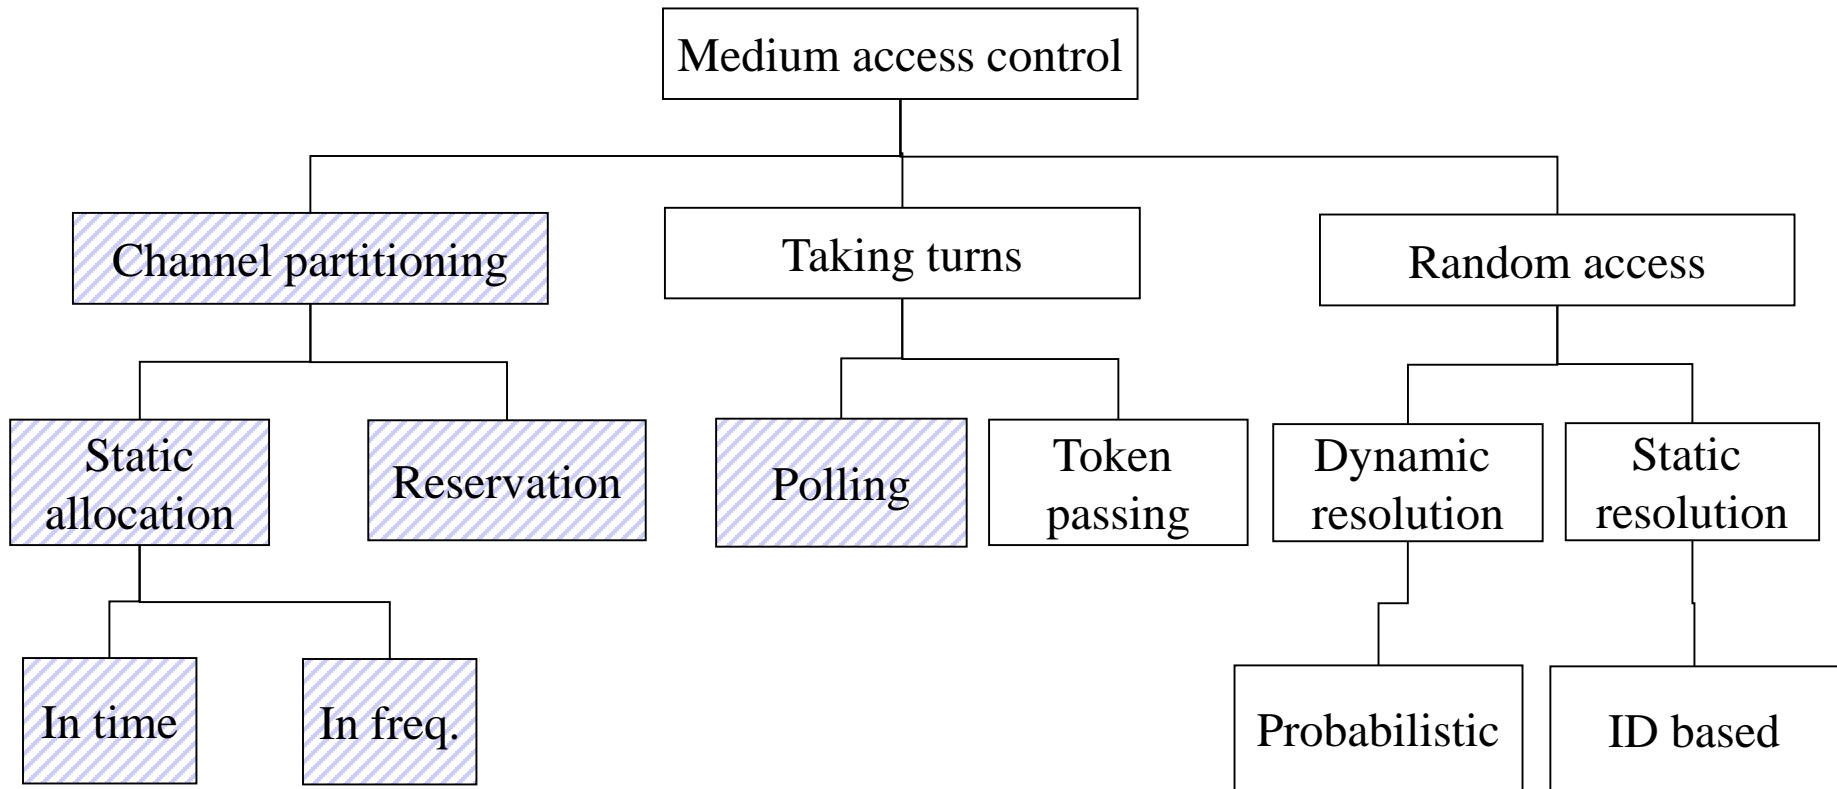 Medium access control
Channel partitioning
Taking turns
Random access
Static
allocation
Reservation
Polling
Token
passing
Dynamic
resolution
Static
resolution
In time
In freq.
Probabilistic
ID based